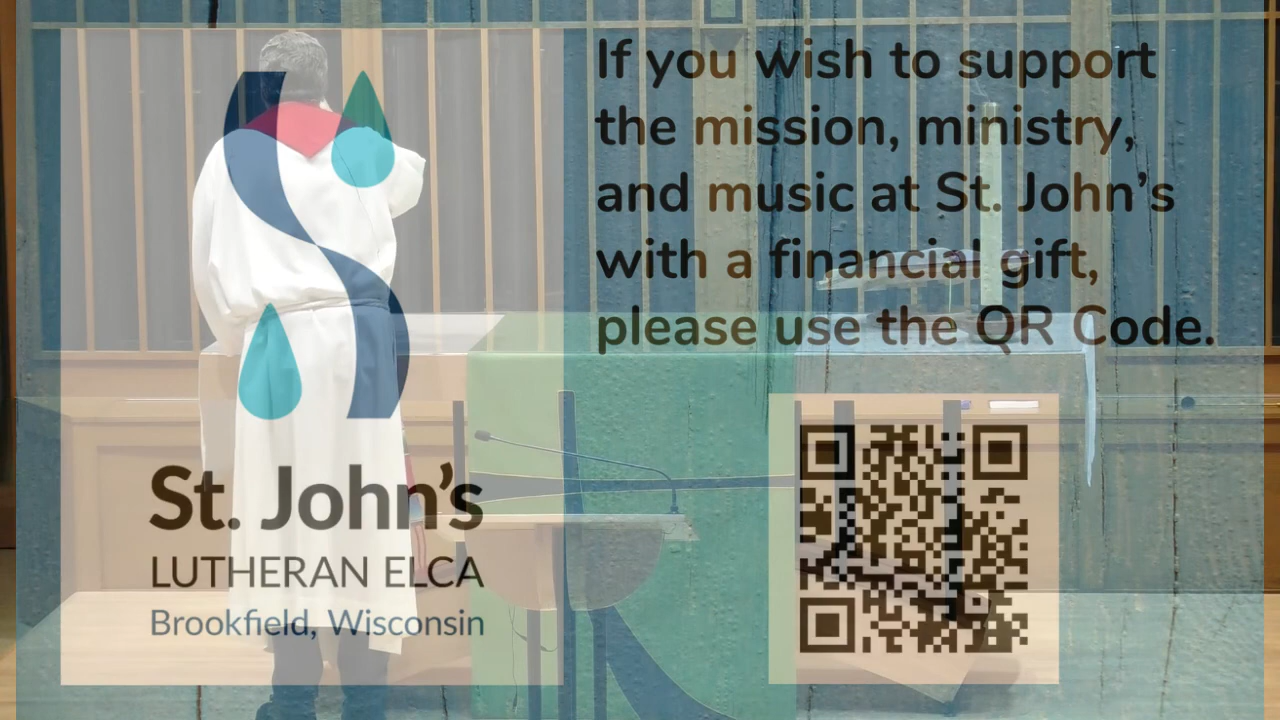 If you wish to support
the mission, ministry,
and music at St. John's
with a financial gift,
please use the QR Code.
St. John's
LUTHERAN ELCA
Brookfield, Wisconsin